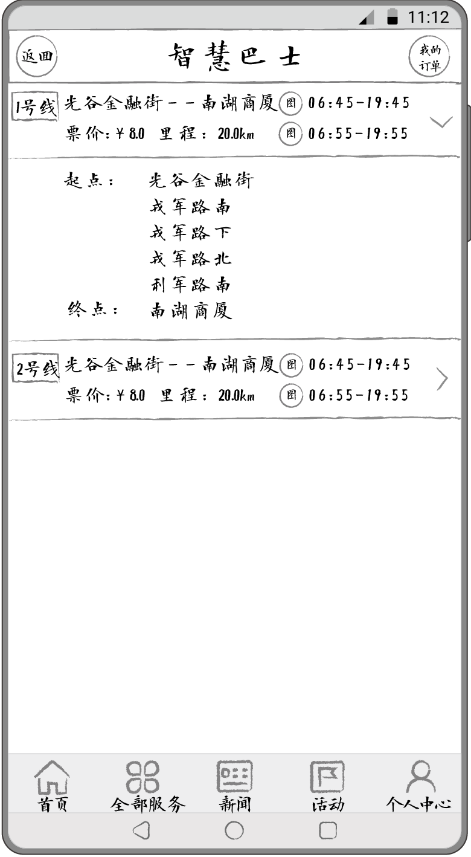 11:12
返回 智慧巴士 我的订单
1号线 光谷金融街--南湖商厦 图 06:45-19:45
票价:¥8.0 里程：20.0km 图 06:55-19:55
起点： 光谷金融街
戎军路南
戎军路下
戎军路北
利军路南
终点： 南湖商厦
2号线 光谷金融街--南湖商厦 图 06:45-19:45
票价:¥8.0 里程：20.0km 图 06:55-19:55
首页 全部服务 新闻 活动 个人中心